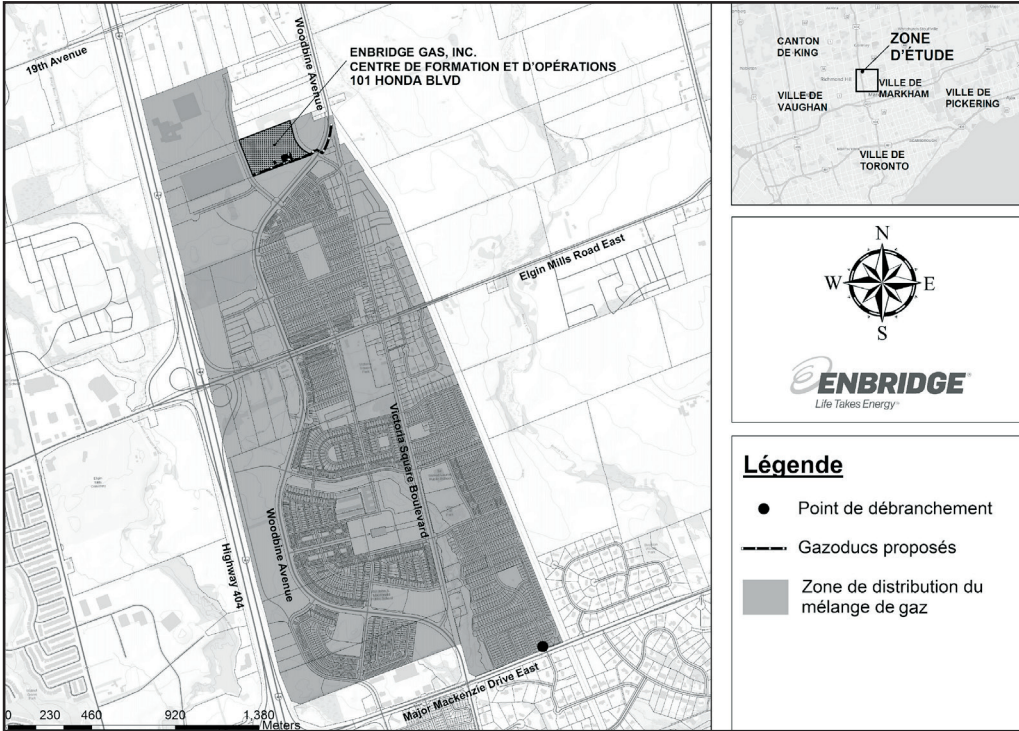 19th Avenue
Woodbine Avenue
ENBRIDGE GAS, INC.
CENTRE DE FORMATION ET D'OPÉRATIONS
101 HONDA BLVD
Elgin Mills Road East
Victoria Square Boulevard
Woodbine Avenue
Highway 404
Major Mackenzie Drive East
0 230 460 920 1,380
Meters
CANTON
DE KING
ZONE
D'ÉTUDE
Richmond Hill
VILLE DE
MARKHAM
VILLE DE
VAUGHAN
VILLE DE
PICKERING
VILLE DE
TORONTO
N
W E
S
ENBRIDGE®
Life Takes Energy™
Légende
Point de débranchement
Gazoducs proposés
Zone de distribution du
mélange de gaz